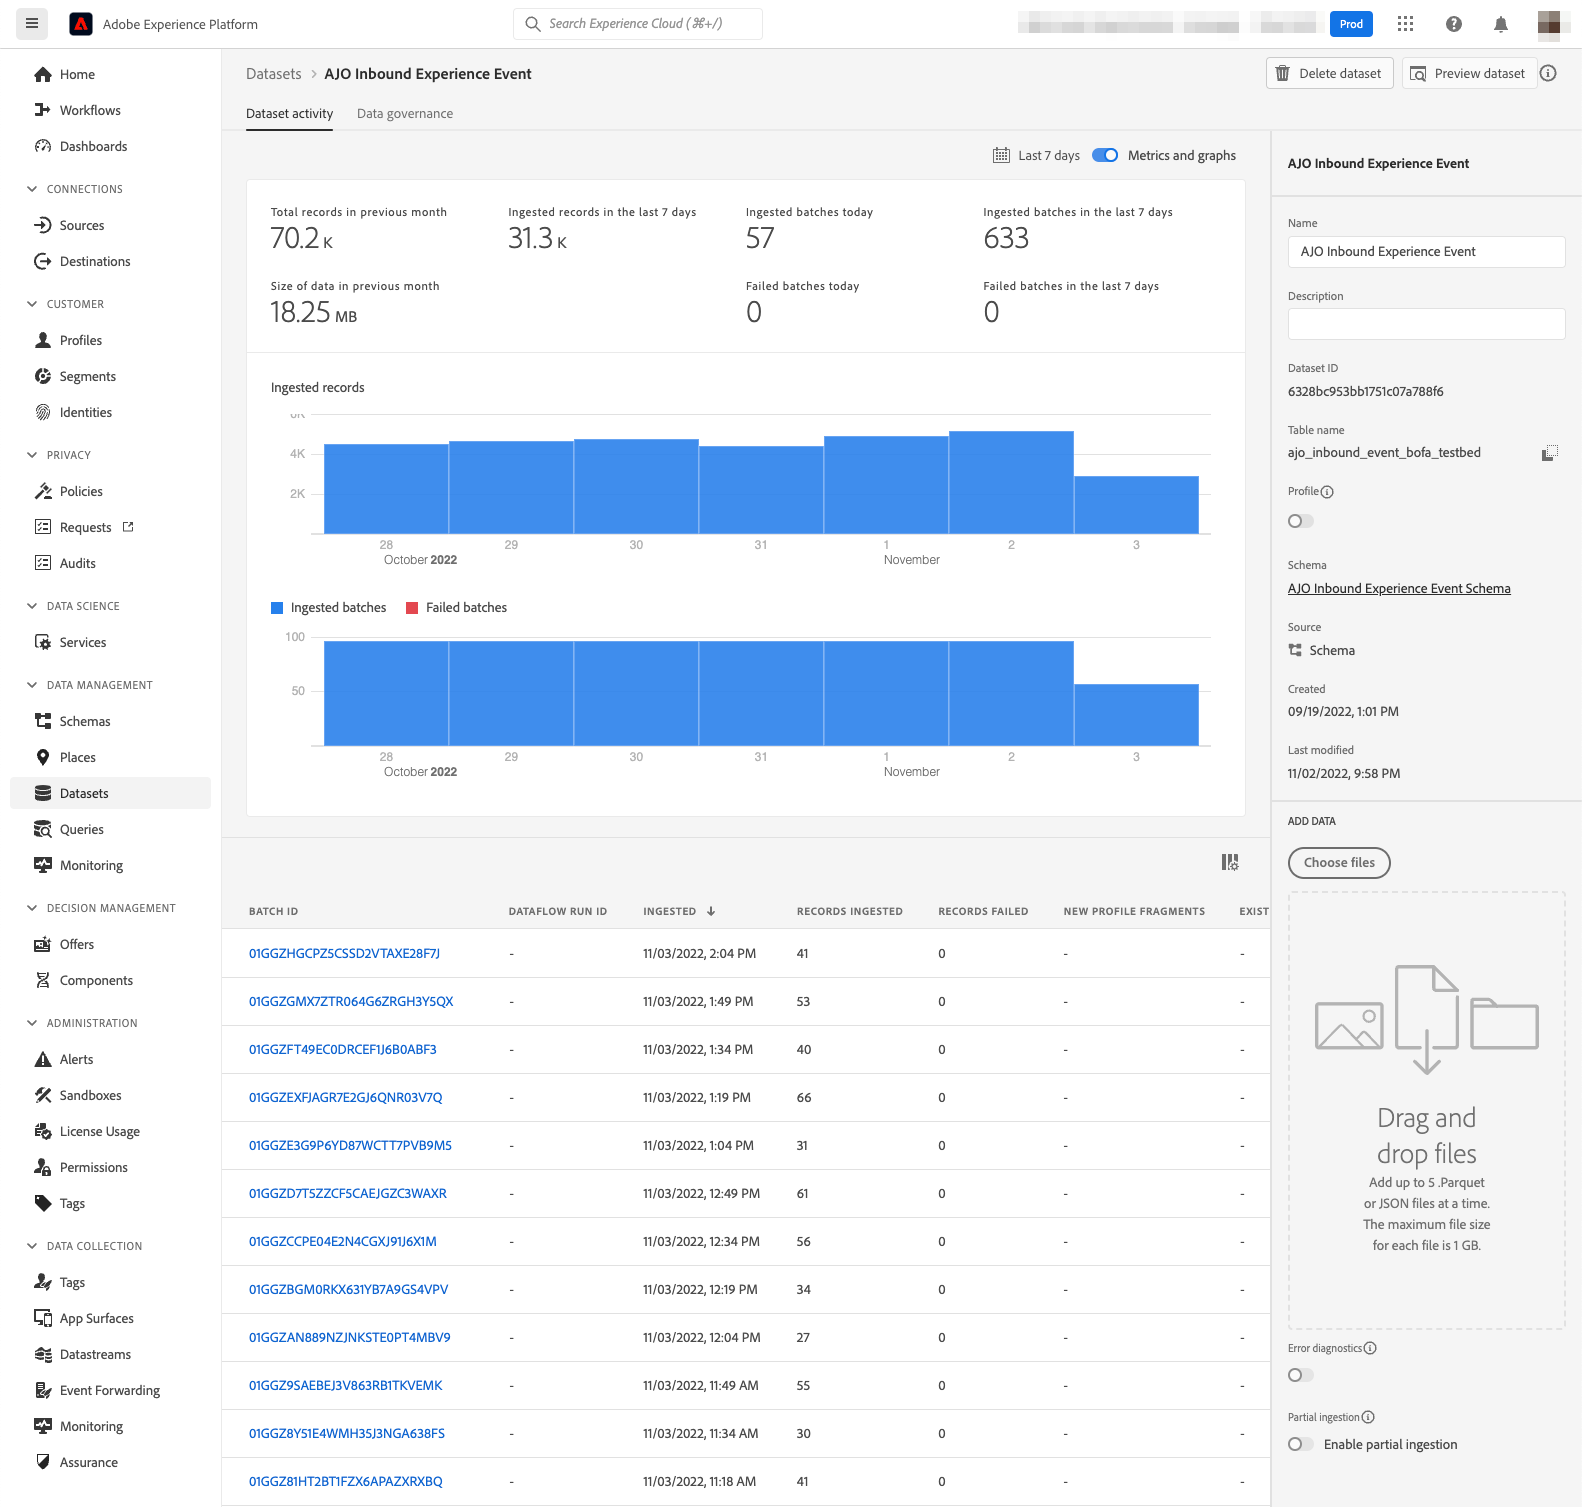 Adobe Experience Platform
Search Experience Cloud (⌘+/)
Prod
Home
Workflows
Dashboards
CONNECTIONS
Sources
Destinations
CUSTOMER
Profiles
Segments
Identities
PRIVACY
Policies
Requests
Audits
DATA SCIENCE
Services
DATA MANAGEMENT
Schemas
Places
Datasets
Queries
Monitoring
DECISION MANAGEMENT
Offers
Components
ADMINISTRATION
Alerts
Sandboxes
License Usage
Permissions
Tags
DATA COLLECTION
Tags
App Surfaces
Datastreams
Event Forwarding
Monitoring
Assurance
Datasets > AJO Inbound Experience Event
Delete dataset Preview dataset
Dataset activity Data governance
Last 7 days Metrics and graphs
Total records in previous month Ingested records in the last 7 days Ingested batches today Ingested batches in the last 7 days
70.2 K 31.3 K 57 633
Size of data in previous month Failed batches today Failed batches in the last 7 days
18.25 MB 0 0
Ingested records
6K
4K
2K
28 29 30 31 1 2 3
October 2022 November
Ingested batches Failed batches
100
50
28 29 30 31 1 2 3
October 2022 November
BATCH ID DATAFLOW RUN ID INGESTED ↓ RECORDS INGESTED RECORDS FAILED NEW PROFILE FRAGMENTS EXIST
01GGZHGCPZ5CSSD2VTAXE28F7J - 11/03/2022, 2:04 PM 41 0 - -
01GGZGMX7ZTR064G6ZRGH3Y5QX - 11/03/2022, 1:49 PM 53 0 - -
01GGZFT49EC0DRCEF1J6B0ABF3 - 11/03/2022, 1:34 PM 40 0 - -
01GGZEXFJAGR7E2GJ6QNR03V7Q - 11/03/2022, 1:19 PM 66 0 - -
01GGZE3G9P6YD87WCTT7PVB9M5 - 11/03/2022, 1:04 PM 31 0 - -
01GGZD7T5ZZCF5CAEJGZC3WAXR - 11/03/2022, 12:49 PM 61 0 - -
01GGZCCPE04E2N4CGXJ91J6X1M - 11/03/2022, 12:34 PM 56 0 - -
01GGZBGM0RKX631YB7A9GS4VPV - 11/03/2022, 12:19 PM 34 0 - -
01GGZAN889NZJNKSTE0PT4MBV9 - 11/03/2022, 12:04 PM 27 0 - -
01GGZ9SAEBEJ3V863RB1TKVEMK - 11/03/2022, 11:49 AM 55 0 - -
01GGZ8Y51E4WMH35J3NGA638FS - 11/03/2022, 11:34 AM 30 0 - -
01GGZ81HT2BT1FZX6APAZXRXBQ - 11/03/2022, 11:18 AM 41 0 - -
AJO Inbound Experience Event
Name
AJO Inbound Experience Event
Description
Dataset ID
6328bc953bb1751c07a788f6
Table name
ajo_inbound_event_bofa_testbed
Profile
Schema
AJO Inbound Experience Event Schema
Source
Schema
Created
09/19/2022, 1:01 PM
Last modified
11/02/2022, 9:58 PM
ADD DATA
Choose files
Drag and
drop files
Add up to 5 .Parquet
or JSON files at a time.
The maximum file size
for each file is 1 GB.
Error diagnostics
Partial ingestion
Enable partial ingestion